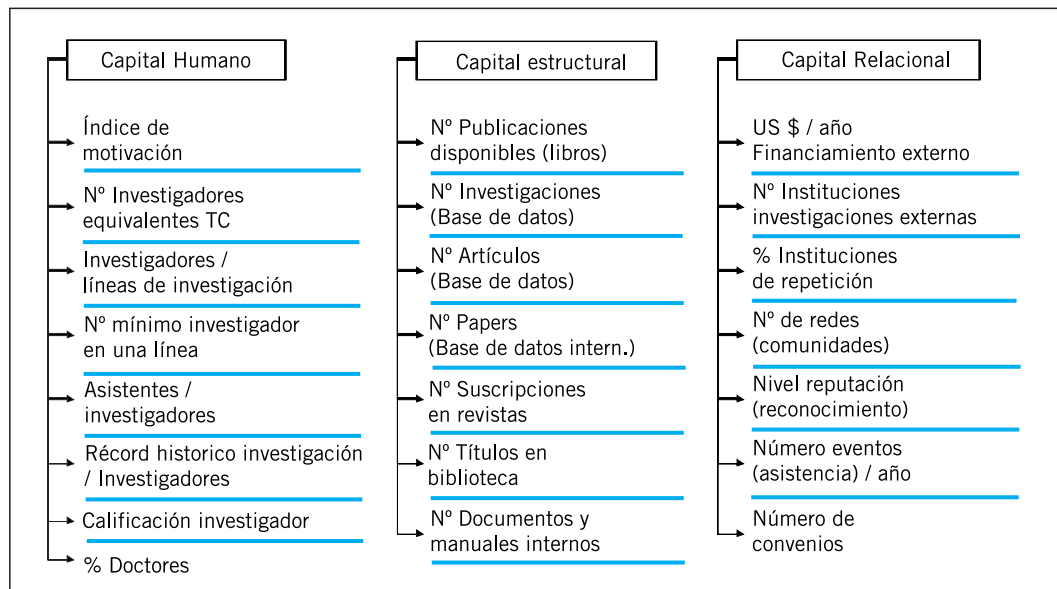 Capital Humano
Índice de
motivación
Nº Investigadores
equivalentes TC
Investigadores /
líneas de investigación
Nº mínimo investigador
en una línea
Asistentes /
investigadores
Récord historico investigación
/ Investigadores
Calificación investigador
% Doctores
Capital estructural
Nº Publicaciones
disponibles (libros)
Nº Investigaciones
(Base de datos)
Nº Artículos
(Base de datos)
Nº Papers
(Base de datos intern.)
Nº Suscripciones
en revistas
Nº Títulos en
biblioteca
Nº Documentos y
manuales internos
Capital Relacional
US $ / año
Financiamiento externo
Nº Instituciones
investigaciones externas
% Instituciones
de repetición
Nº de redes
(comunidades)
Nivel reputación
(reconocimiento)
Número eventos
(asistencia) / año
Número de
convenios